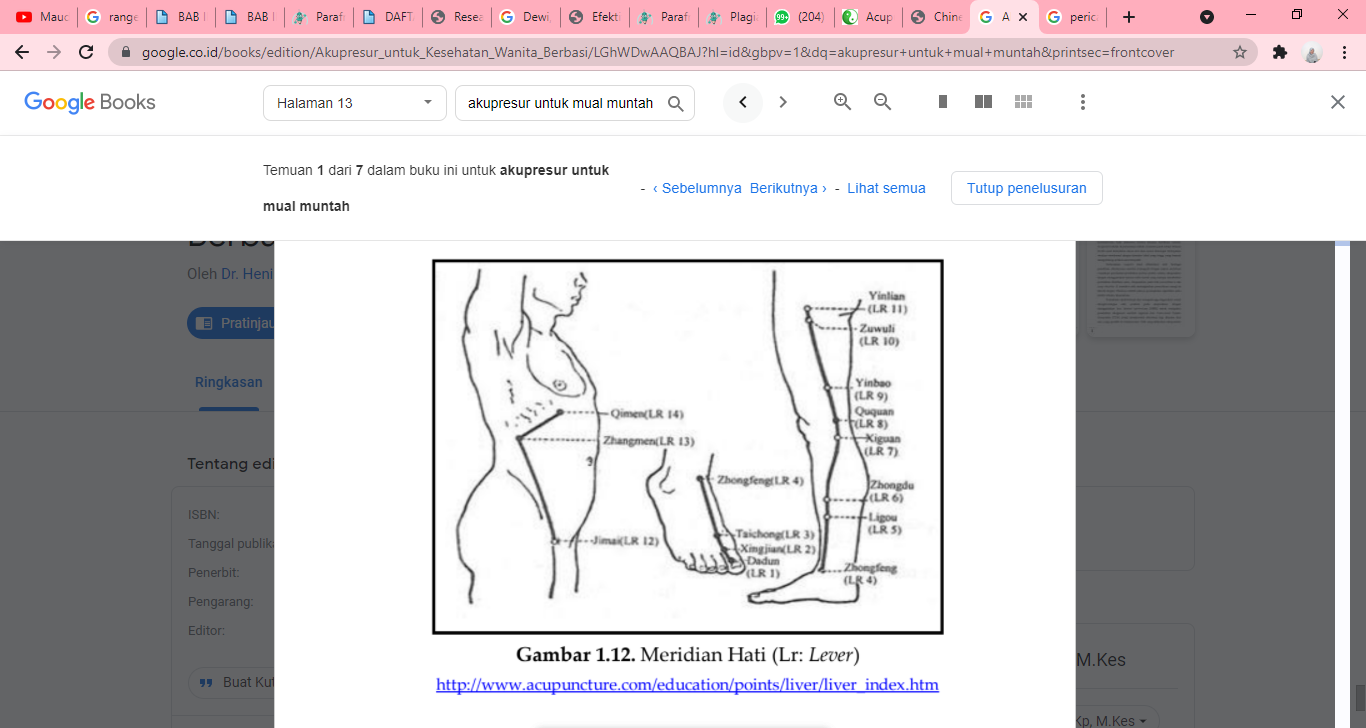 Mauc
range
BAB I
BAB I
Paraf
DAFTA
Resea
Dewi,
Efekti
Paraf
Plagia
99+
(204)
Acup
Chine
A
perica
google.co.id/books/edition/Akupresur_untuk_Kesehatan_Wanita_Berbasi/LGhWDwAAQBAJ?hl=id&gbpv=1&dq=akupresur+untuk+mual+muntah&printsec=frontcover
Google Books
Halaman 13
akupresur untuk mual muntah
Temuan 1 dari 7 dalam buku ini untuk akupresur untuk
mual muntah
- ‹ Sebelumnya Berikutnya › - Lihat semua
Tutup penelusuran
Oleh Dr. Heni
Pratinjau
Ringkasan
Tentang edi
ISBN:
Tanggal publika
Penerbit:
Pengarang:
Editor:
Buat Kut
Qimen(LR 14)
Zhangmen(LR 13)
Jimai(LR 12)
Zhongfeng(LR 4)
Taichong(LR 3)
Xingjian(LR 2)
Dadun
(LR 1)
Yinlian
(LR 11)
Zuwuli
(LR 10)
Yinbao
(LR 9)
Ququan
(LR 8)
Xiguan
(LR 7)
Zhongdu
(LR 6)
Ligou
(LR 5)
Zhongfeng
(LR 4)
Gambar 1.12. Meridian Hati (Lr: Lever)
http://www.acupuncture.com/education/points/liver/liver_index.htm
M.Kes
Kp, M.Kes